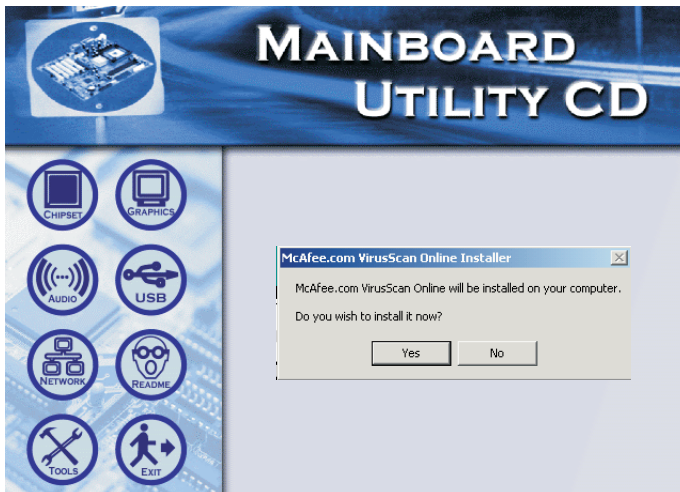 MAINBOARD
UTILITY CD
CHIPSET
GRAPHICS
AUDIO
USB
NETWORK
README
TOOLS
EXIT
McAfee.com VirusScan Online Installer
McAfee.com VirusScan Online will be installed on your computer.
Do you wish to install it now?
Yes
No